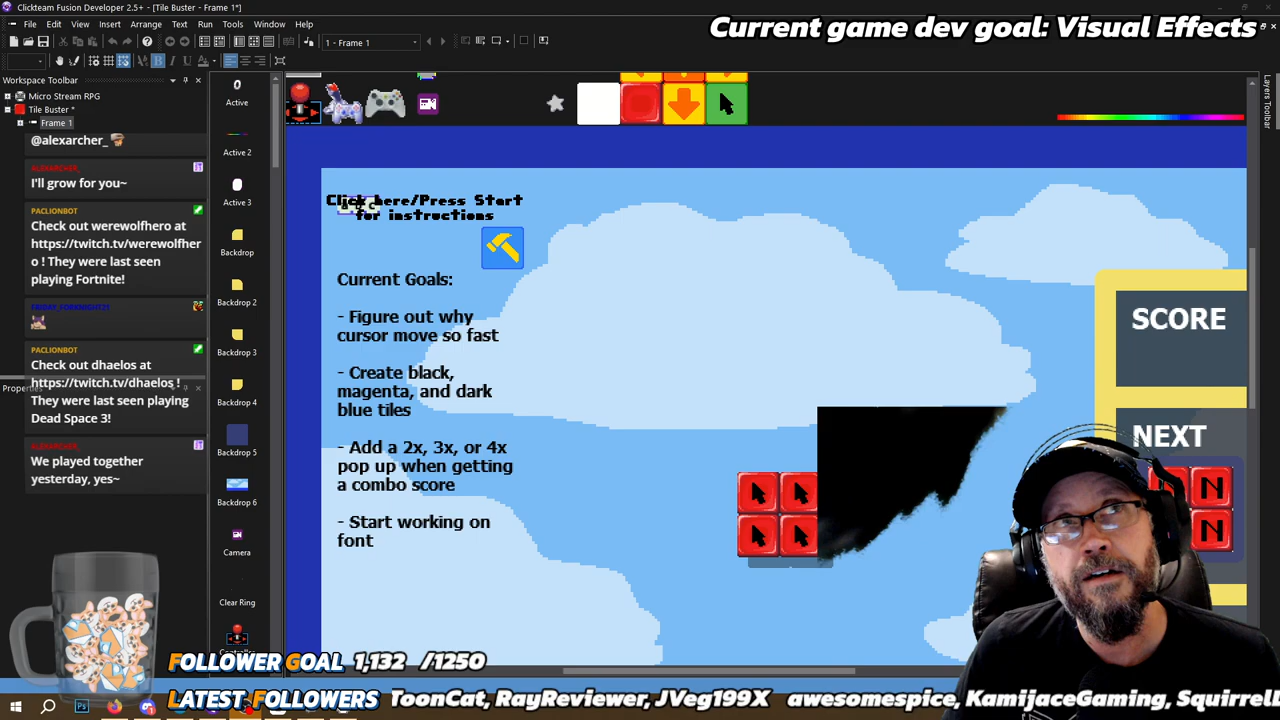 Clickteam Fusion Developer 2.5+ - [Tile Buster - Frame 1*]
Current game dev goal: Visual Effects
File Edit View Insert Arrange Text Run Tools Window Help
1 - Frame 1
Workspace Toolbar
Micro Stream RPG
Tile Buster *
Frame 1
@alexarcher_
ALEXARCHER_
I'll grow for you~
PACLIONBOT
Check out werewolfhero at
https://twitch.tv/werewolfher
o ! They were last seen
playing Fortnite!
PACLIONBOT
Check out dhaelos at
https://twitch.tv/dhaelos !
They were last seen playing
Dead Space 3!
Properties
ALEXARCHER_
We played together
yesterday, yes~
Active
Active 2
Active 3
Backdrop
Backdrop 2
Backdrop 3
Backdrop 4
Backdrop 5
Backdrop 6
Camera
Clear Ring
Layers Toolbar
Click here/Press Start
for instructions
Current Goals:
- Figure out why
cursor move so fast
- Create black,
magenta, and dark
blue tiles
- Add a 2x, 3x, or 4x
pop up when getting
a combo score
- Start working on
font
SCORE
NEXT
N
N
FOLLOWER GOAL 1,132 /1250
LATEST FOLLOWERS ToonCat, RayReviewer, JVeg199X awesomespice, KamijaceGaming, Squirrell